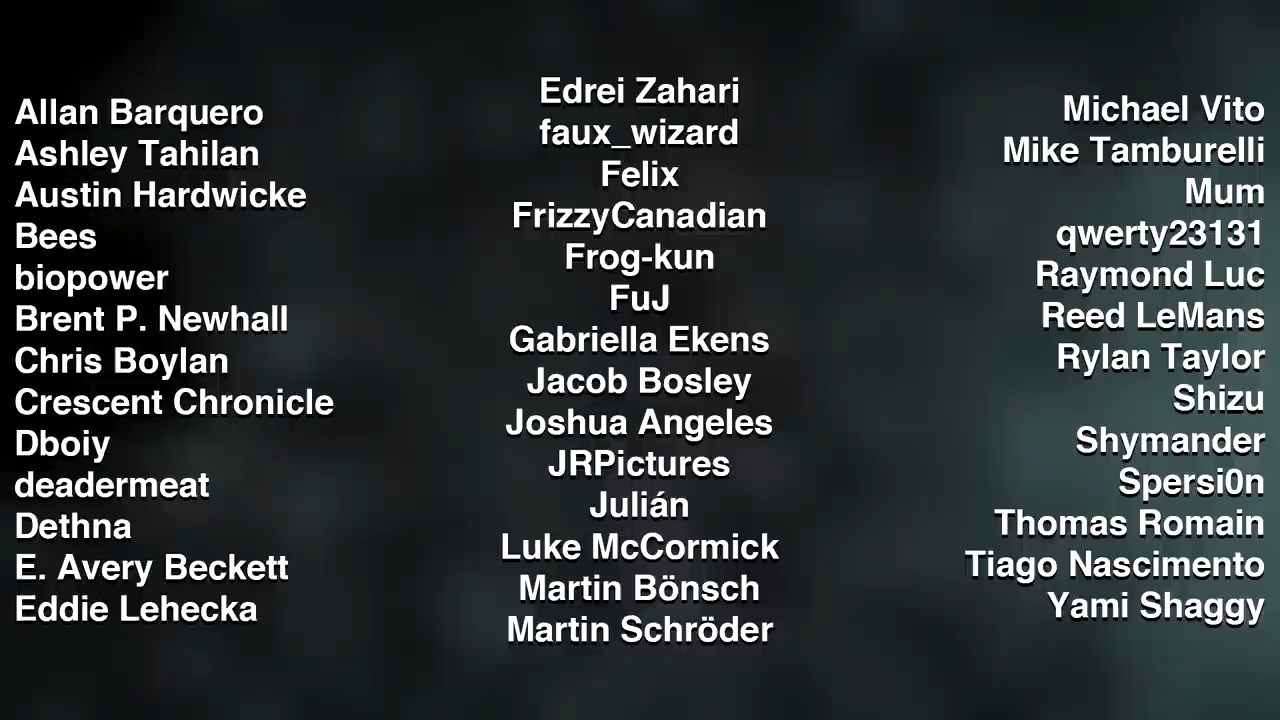 Allan Barquero
Ashley Tahilan
Austin Hardwicke
Bees
biopower
Brent P. Newhall
Chris Boylan
Crescent Chronicle
Dboiy
deadermeat
Dethna
E. Avery Beckett
Eddie Lehecka
Edrei Zahari
faux_wizard
Felix
FrizzyCanadian
Frog-kun
FuJ
Gabriella Ekens
Jacob Bosley
Joshua Angeles
JRPictures
Julián
Luke McCormick
Martin Bönsch
Martin Schröder
Michael Vito
Mike Tamburelli
Mum
qwerty23131
Raymond Luc
Reed LeMans
Rylan Taylor
Shizu
Shymander
Spersi0n
Thomas Romain
Tiago Nascimento
Yami Shaggy